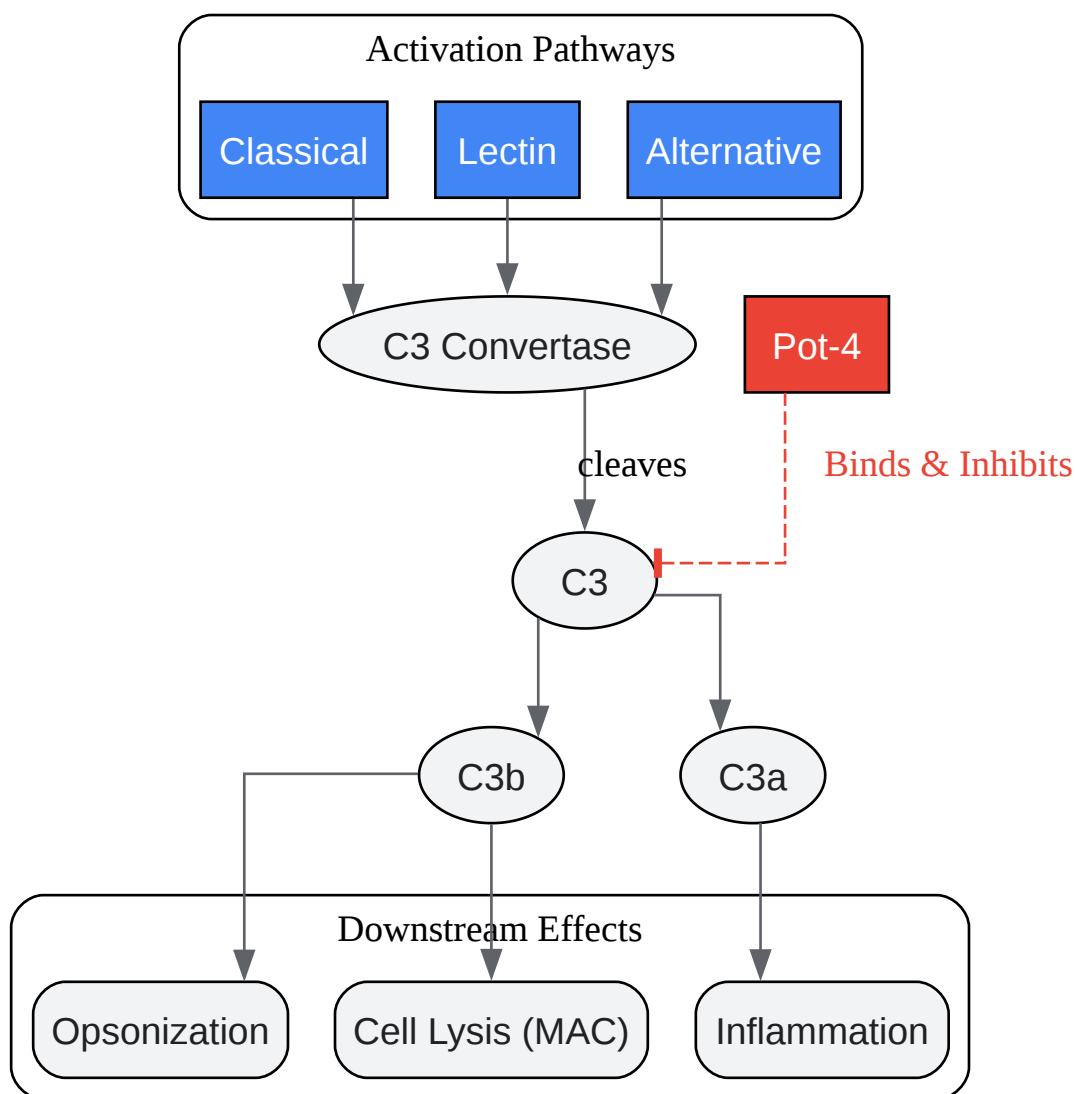 Activation Pathways
Classical
Lectin
Alternative
C3 Convertase
Pot-4
cleaves
Binds & Inhibits
C3
C3b
C3a
Downstream Effects
Opsonization
Cell Lysis (MAC)
Inflammation